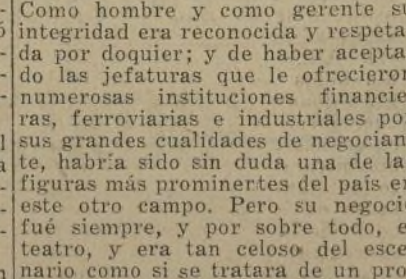 Como hombre y como gerente su
integridad era reconocida y respeta-
da por doquier; y de haber acepta-
do las jefaturas que le ofrecieron
numerosas instituciones financie-
ras, ferroviarias e industriales por
sus grandes cualidades de negocian-
te, habría sido sin duda una de las
figuras más prominentes del país en
este otro campo. Pero su negocio
fué siempre, y por sobre todo, el
teatro, y era tan celoso del esce-
nario como si se tratara de un pro-